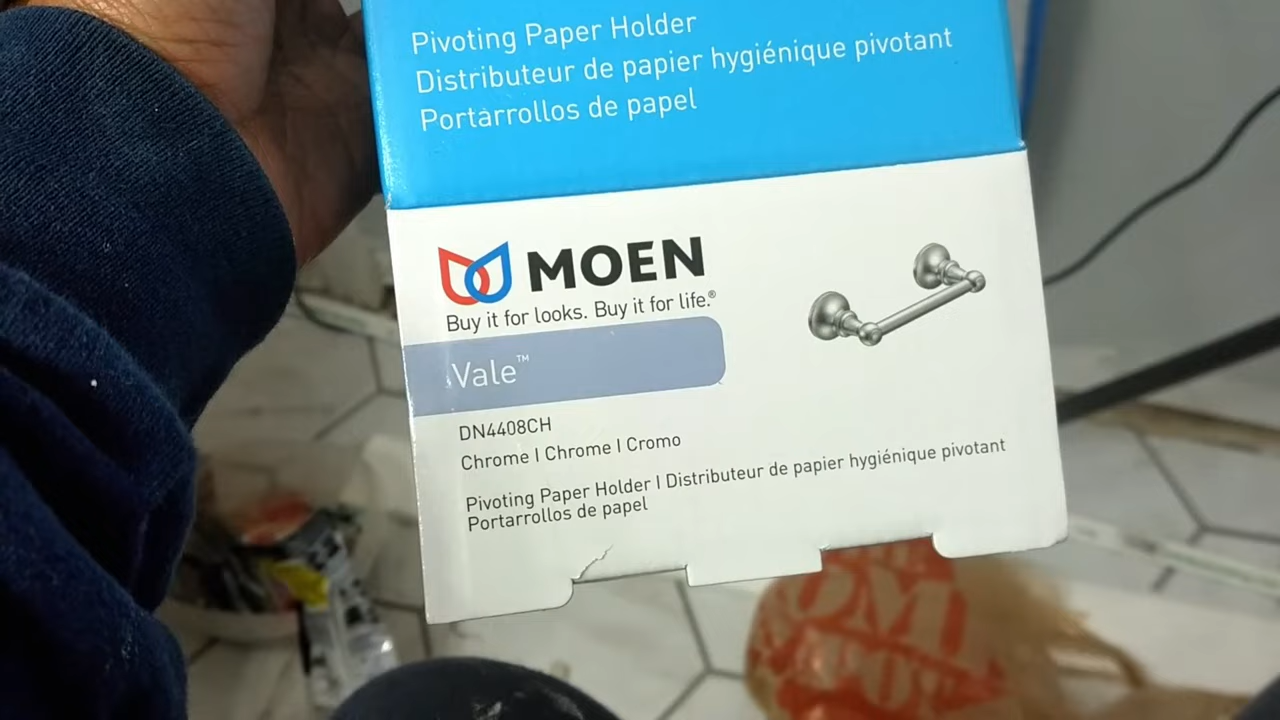 Pivoting Paper Holder
Distributeur de papier hygiénique pivotant
Portarrollos de papel
MOEN
Buy it for looks. Buy it for life.®
Vale™
DN4408CH
Chrome I Chrome I Cromo
Pivoting Paper Holder I Distributeur de papier hygiénique pivotant
Portarrollos de papel